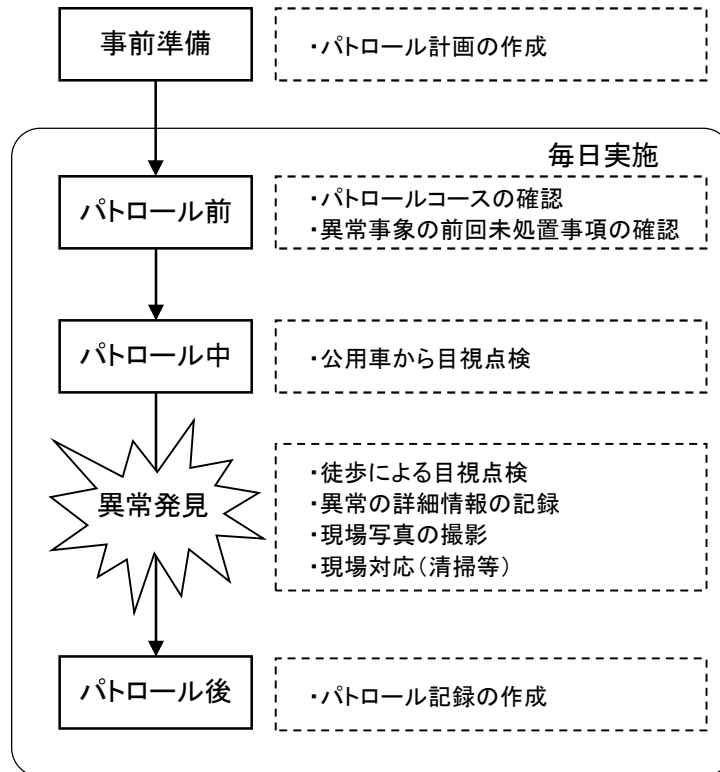 事前準備
・パトロール計画の作成
毎日実施
パトロール前
・パトロールコースの確認
・異常事象の前回未処置事項の確認
パトロール中
・公用車から目視点検
異常発見
・徒歩による目視点検
・異常の詳細情報の記録
・現場写真の撮影
・現場対応(清掃等)
パトロール後
・パトロール記録の作成